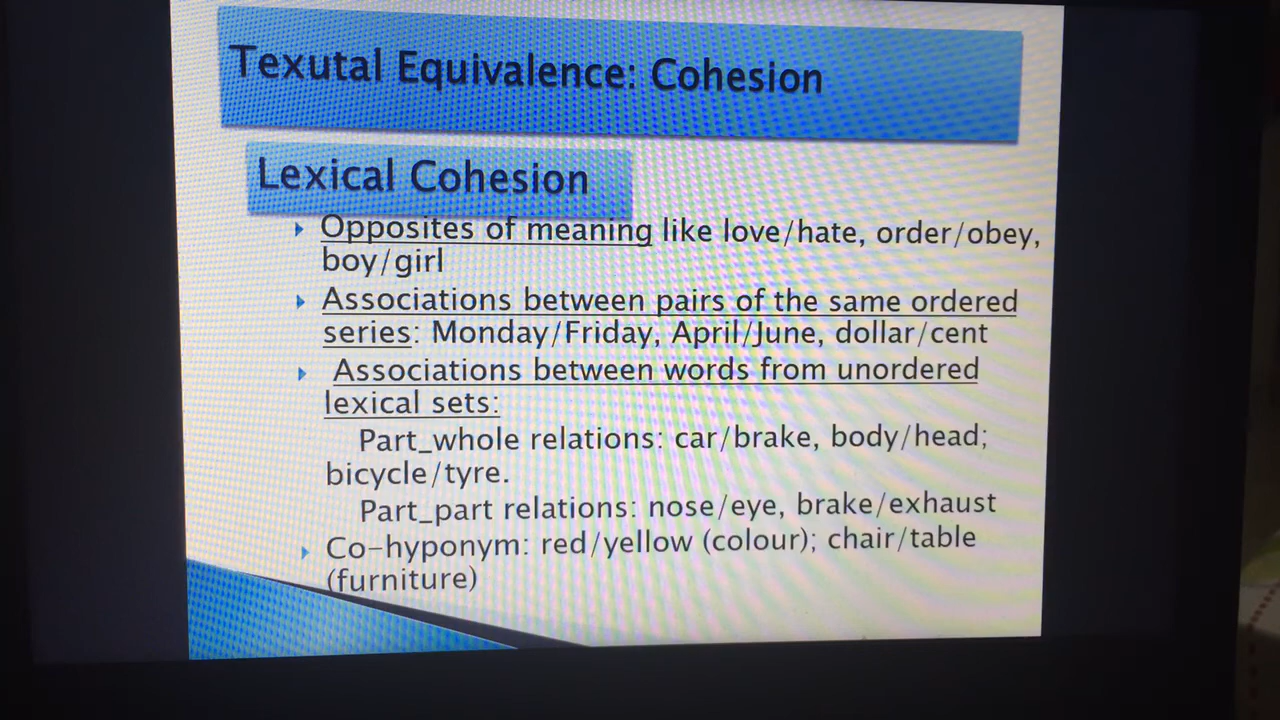 Texutal Equivalence: Cohesion
Lexical Cohesion
Opposites of meaning like love/hate, order/obey,
boy/girl
Associations between pairs of the same ordered
series: Monday/Friday, April/June, dollar/cent
Associations between words from unordered
lexical sets:
Part_whole relations: car/brake, body/head;
bicycle/tyre.
Part_part relations: nose/eye, brake/exhaust
Co-hyponym: red/yellow (colour); chair/table
(furniture)